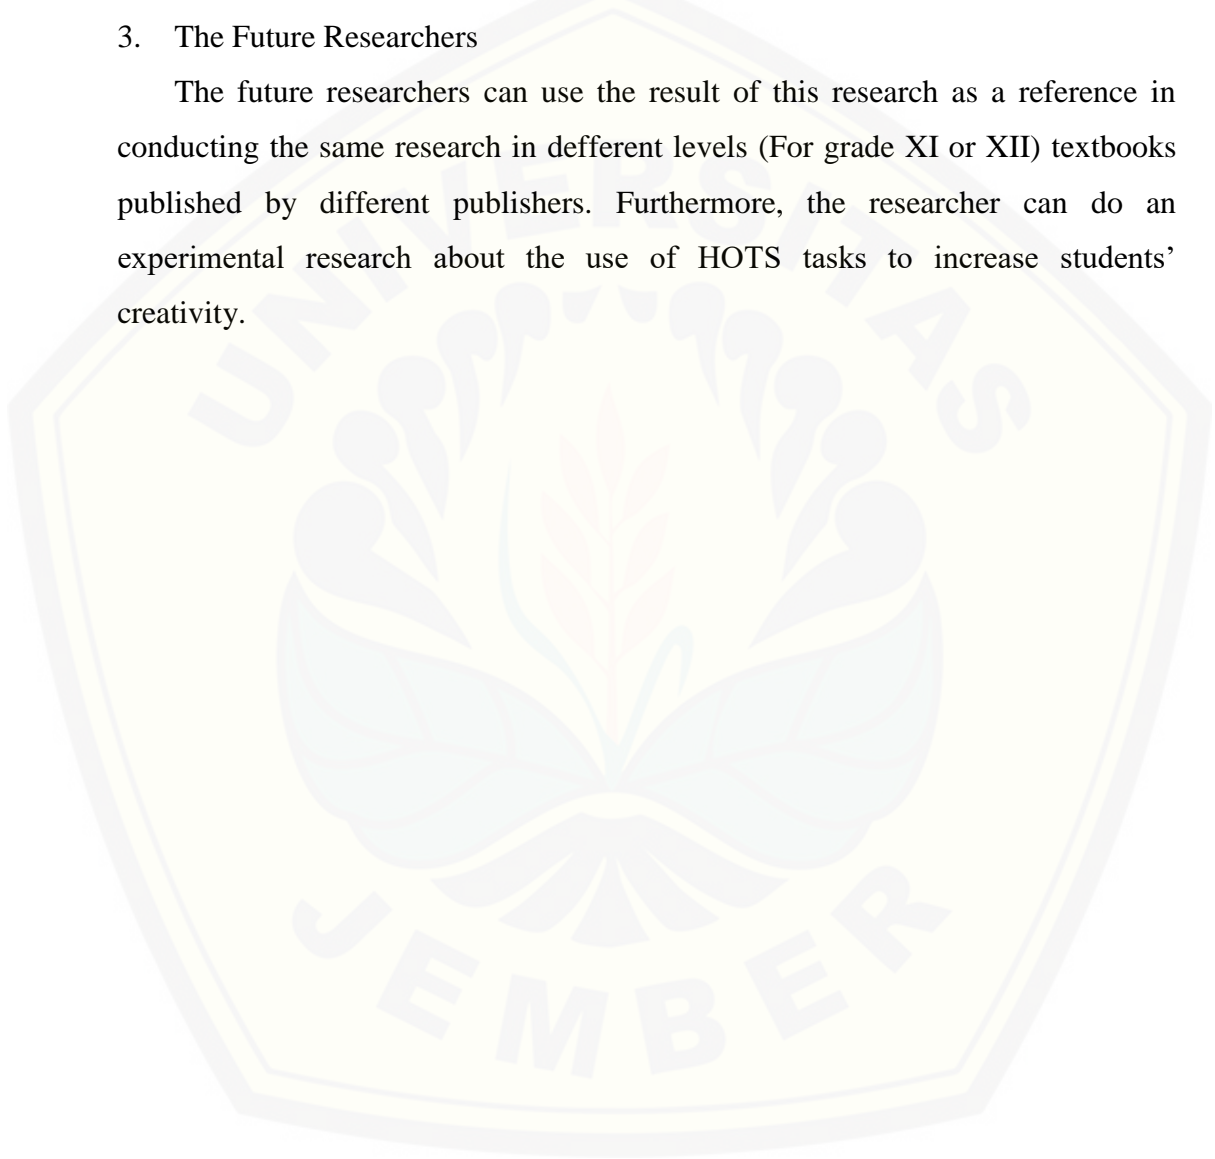 3. The Future Researchers
The future researchers can use the result of this research as a reference in
conducting the same research in defferent levels (For grade XI or XII) textbooks
published by different publishers. Furthermore, the researcher can do an
experimental research about the use of HOTS tasks to increase students’
creativity.
UNIVERSITAS
JEMBER